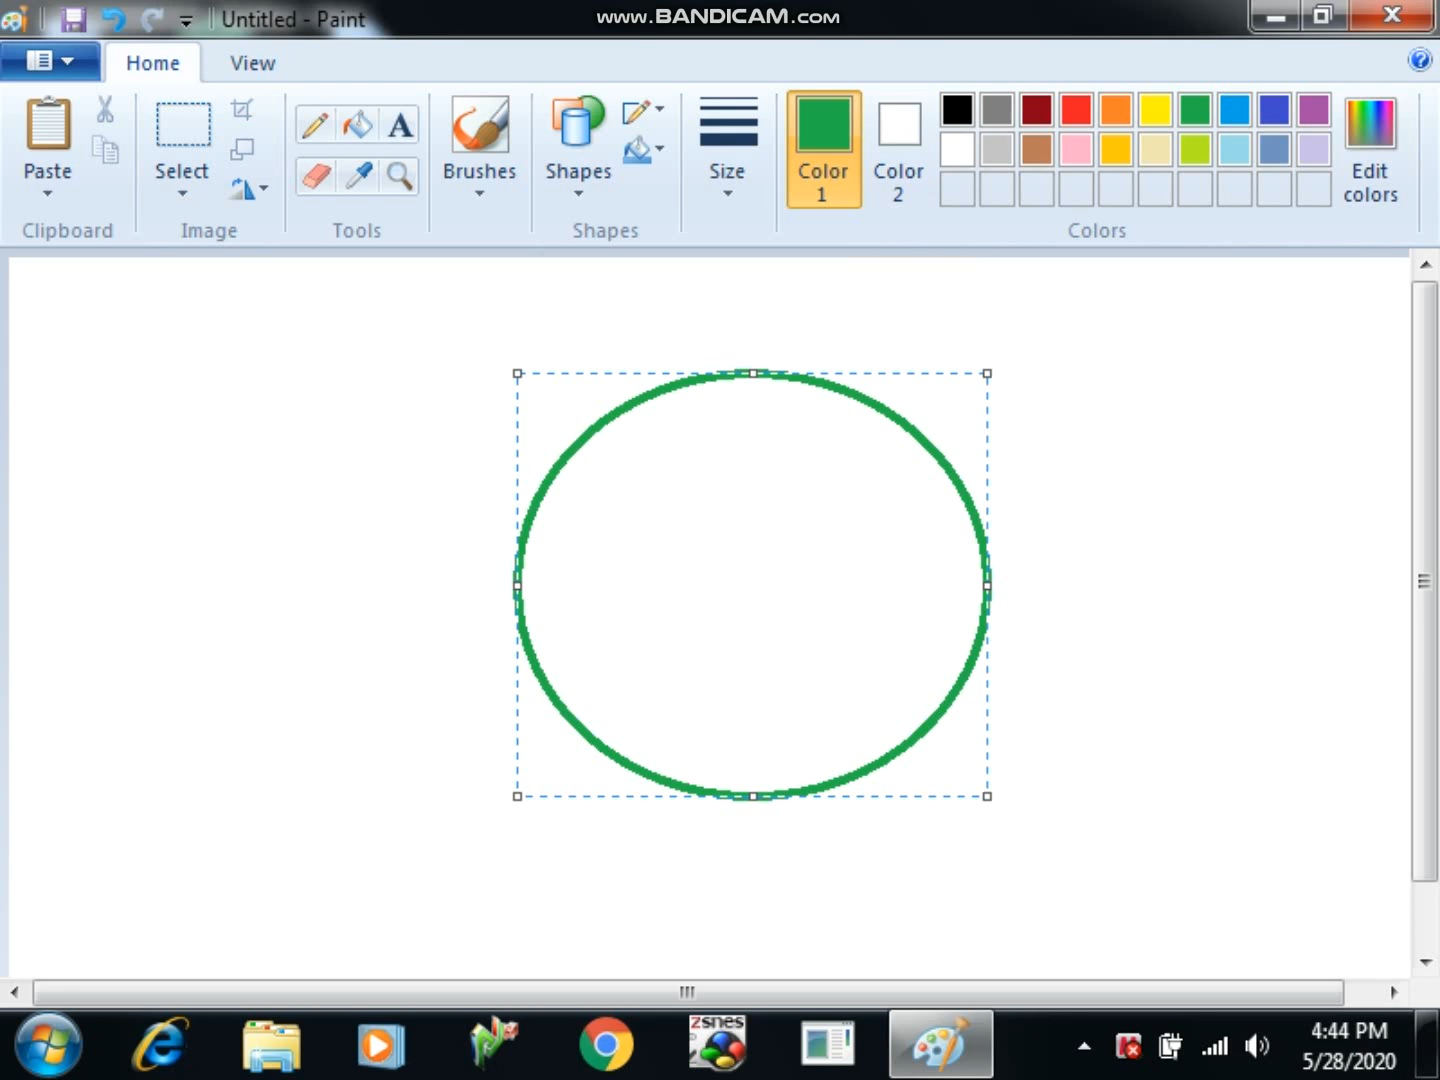 Untitled - Paint
www.BANDICAM.com
Home
View
Paste
Select
Brushes
Shapes
Size
Color 1
Color 2
Edit colors
Clipboard
Image
Tools
Shapes
Colors
zsnes
4:44 PM
5/28/2020